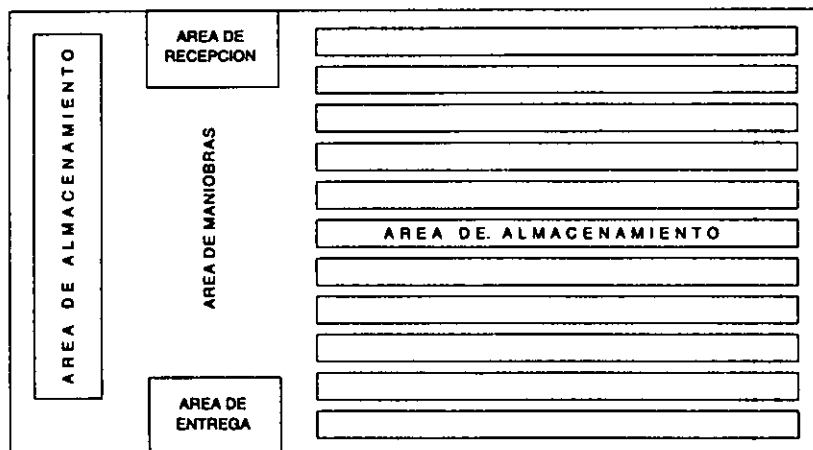 AREA DE
RECEPCION
AREA DE ALMACENAMIENTO
AREA DE MANIOBRAS
AREA DE. ALMACENAMIENTO
AREA DE
ENTREGA